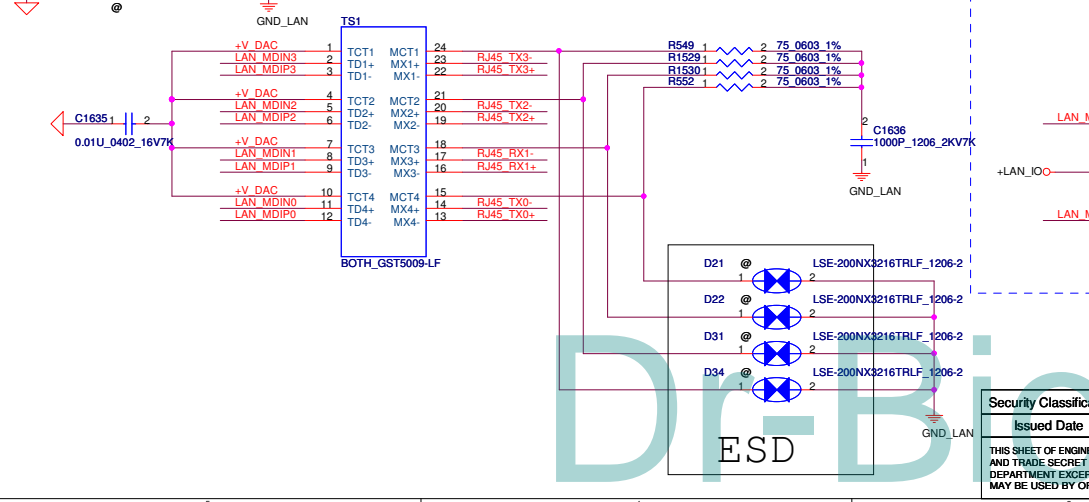 @
GND_LAN
TS1
+V_DAC 1 TCT1 MCT1 24
LAN_MDIN3 2 TD1+ MX1+ 23 RJ45_TX3-
LAN_MDIP3 3 TD1- MX1- 22 RJ45_TX3+
+V_DAC 4 TCT2 MCT2 21
LAN_MDIN2 5 TD2+ MX2+ 20 RJ45_TX2-
LAN_MDIP2 6 TD2- MX2- 19 RJ45_TX2+
+V_DAC 7 TCT3 MCT3 18
LAN_MDIN1 8 TD3+ MX3+ 17 RJ45_RX1-
LAN_MDIP1 9 TD3- MX3- 16 RJ45_RX1+
+V_DAC 10 TCT4 MCT4 15
LAN_MDIN0 11 TD4+ MX4+ 14 RJ45_TX0-
LAN_MDIP0 12 TD4- MX4- 13 RJ45_TX0+
BOTH_GST5009-LF
C1635 1 2
0.01U_0402_16V7K
R549 1 2 75_0603_1%
R1529 1 2 75_0603_1%
R1530 1 2 75_0603_1%
R552 1 2 75_0603_1%
2
C1636
1000P_1206_2KV7K
1
GND_LAN
LAN_M
+LAN_IO
LAN_M
D21 @ LSE-200NX3216TRLF_1206-2
1 2
D22 @ LSE-200NX3216TRLF_1206-2
1 2
D31 @ LSE-200NX3216TRLF_1206-2
1 2
D34 @ LSE-200NX3216TRLF_1206-2
1 2
GND_LAN
ESD
Dr-Bio
Security Classifica
Issued Date
THIS SHEET OF ENGINE
AND TRADE SECRET
DEPARTMENT EXCEP
MAY BE USED BY OR